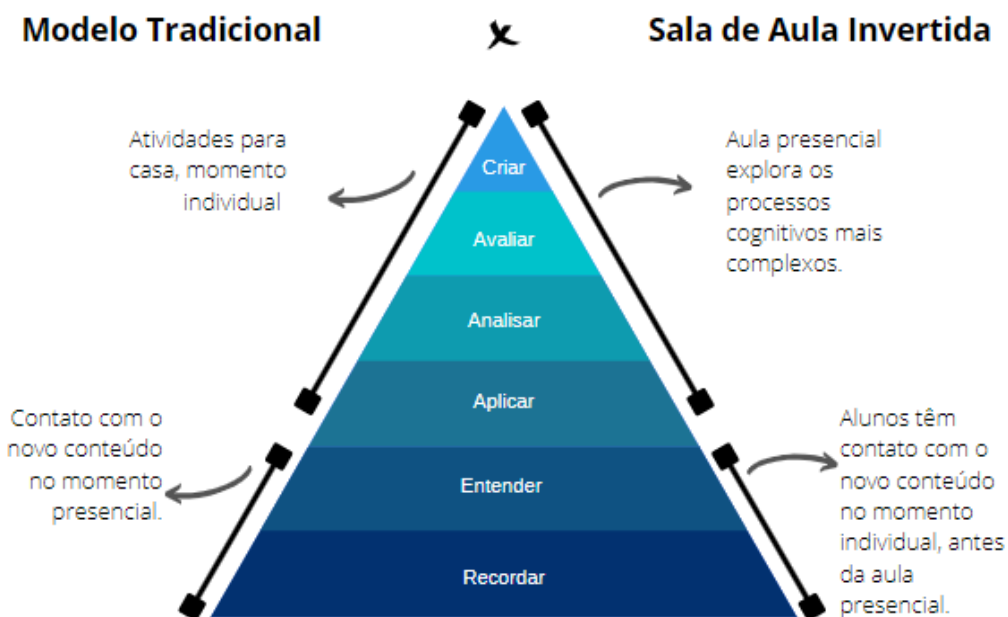 Modelo Tradicional
x
Sala de Aula Invertida
Atividades para
casa, momento
individual
Aula presencial
explora os
processos
cognitivos mais
complexos.
Criar
Avaliar
Analisar
Aplicar
Entender
Recordar
Contato com o
novo conteúdo
no momento
presencial.
Alunos têm
contato com o
novo conteúdo
no momento
individual, antes
da aula
presencial.